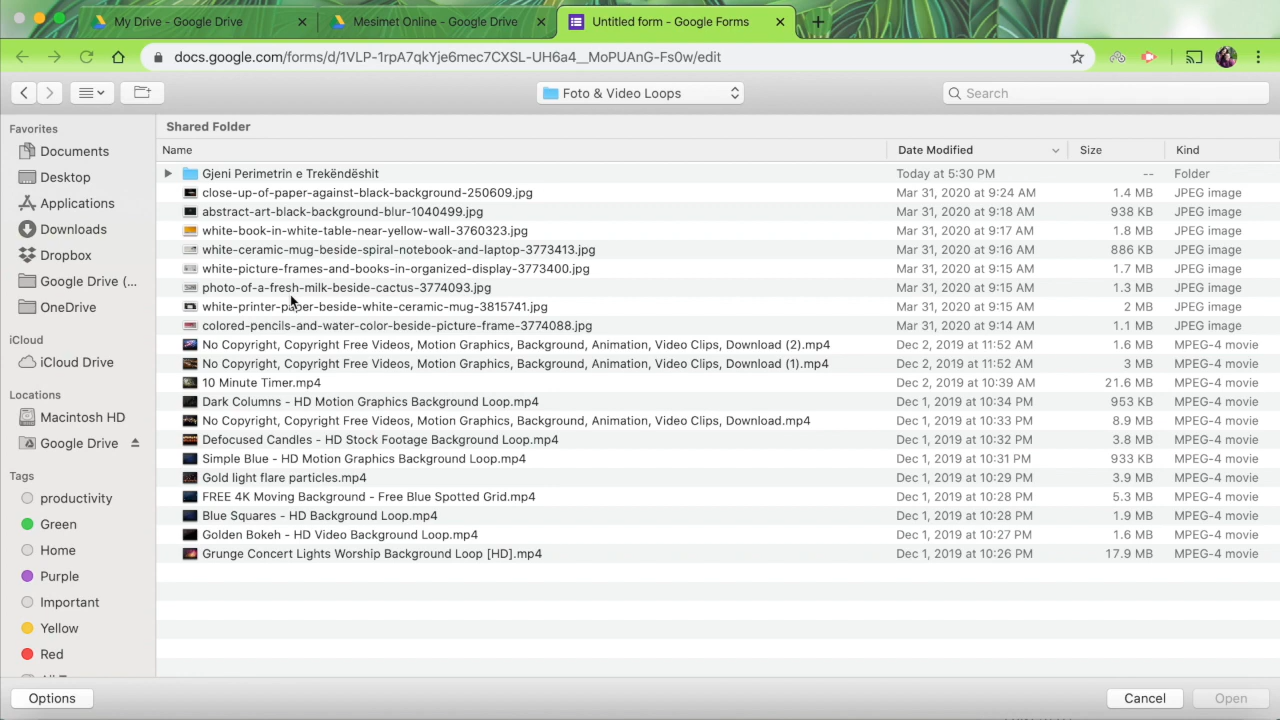 My Drive - Google Drive
Mesimet Online - Google Drive
Untitled form - Google Forms
docs.google.com/forms/d/1VLP-1rpA7qkYje6mec7CXSL-UH6a4__MoPUAnG-Fs0w/edit
Foto & Video Loops
Search
Favorites
Documents
Desktop
Applications
Downloads
Dropbox
Google Drive (...
OneDrive
iCloud
iCloud Drive
Locations
Macintosh HD
Google Drive
Tags
productivity
Green
Home
Purple
Important
Yellow
Red
Shared Folder
Name Date Modified Size Kind
Gjeni Perimetrin e Trekëndëshit Today at 5:30 PM -- Folder
close-up-of-paper-against-black-background-250609.jpg Mar 31, 2020 at 9:24 AM 1.4 MB JPEG image
abstract-art-black-background-blur-1040499.jpg Mar 31, 2020 at 9:18 AM 938 KB JPEG image
white-book-in-white-table-near-yellow-wall-3760323.jpg Mar 31, 2020 at 9:17 AM 1.8 MB JPEG image
white-ceramic-mug-beside-spiral-notebook-and-laptop-3773413.jpg Mar 31, 2020 at 9:16 AM 886 KB JPEG image
white-picture-frames-and-books-in-organized-display-3773400.jpg Mar 31, 2020 at 9:15 AM 1.7 MB JPEG image
photo-of-a-fresh-milk-beside-cactus-3774093.jpg Mar 31, 2020 at 9:15 AM 1.3 MB JPEG image
white-printer-paper-beside-white-ceramic-mug-3815741.jpg Mar 31, 2020 at 9:15 AM 2 MB JPEG image
colored-pencils-and-water-color-beside-picture-frame-3774088.jpg Mar 31, 2020 at 9:14 AM 1.1 MB JPEG image
No Copyright, Copyright Free Videos, Motion Graphics, Background, Animation, Video Clips, Download (2).mp4 Dec 2, 2019 at 11:52 AM 1.6 MB MPEG-4 movie
No Copyright, Copyright Free Videos, Motion Graphics, Background, Animation, Video Clips, Download (1).mp4 Dec 2, 2019 at 11:52 AM 3 MB MPEG-4 movie
10 Minute Timer.mp4 Dec 2, 2019 at 10:39 AM 21.6 MB MPEG-4 movie
Dark Columns - HD Motion Graphics Background Loop.mp4 Dec 1, 2019 at 10:34 PM 953 KB MPEG-4 movie
No Copyright, Copyright Free Videos, Motion Graphics, Background, Animation, Video Clips, Download.mp4 Dec 1, 2019 at 10:33 PM 8.9 MB MPEG-4 movie
Defocused Candles - HD Stock Footage Background Loop.mp4 Dec 1, 2019 at 10:32 PM 3.8 MB MPEG-4 movie
Simple Blue - HD Motion Graphics Background Loop.mp4 Dec 1, 2019 at 10:31 PM 933 KB MPEG-4 movie
Gold light flare particles.mp4 Dec 1, 2019 at 10:29 PM 3.9 MB MPEG-4 movie
FREE 4K Moving Background - Free Blue Spotted Grid.mp4 Dec 1, 2019 at 10:28 PM 5.3 MB MPEG-4 movie
Blue Squares - HD Background Loop.mp4 Dec 1, 2019 at 10:28 PM 1.9 MB MPEG-4 movie
Golden Bokeh - HD Video Background Loop.mp4 Dec 1, 2019 at 10:27 PM 1.6 MB MPEG-4 movie
Grunge Concert Lights Worship Background Loop [HD].mp4 Dec 1, 2019 at 10:26 PM 17.9 MB MPEG-4 movie
Options
Cancel
Open